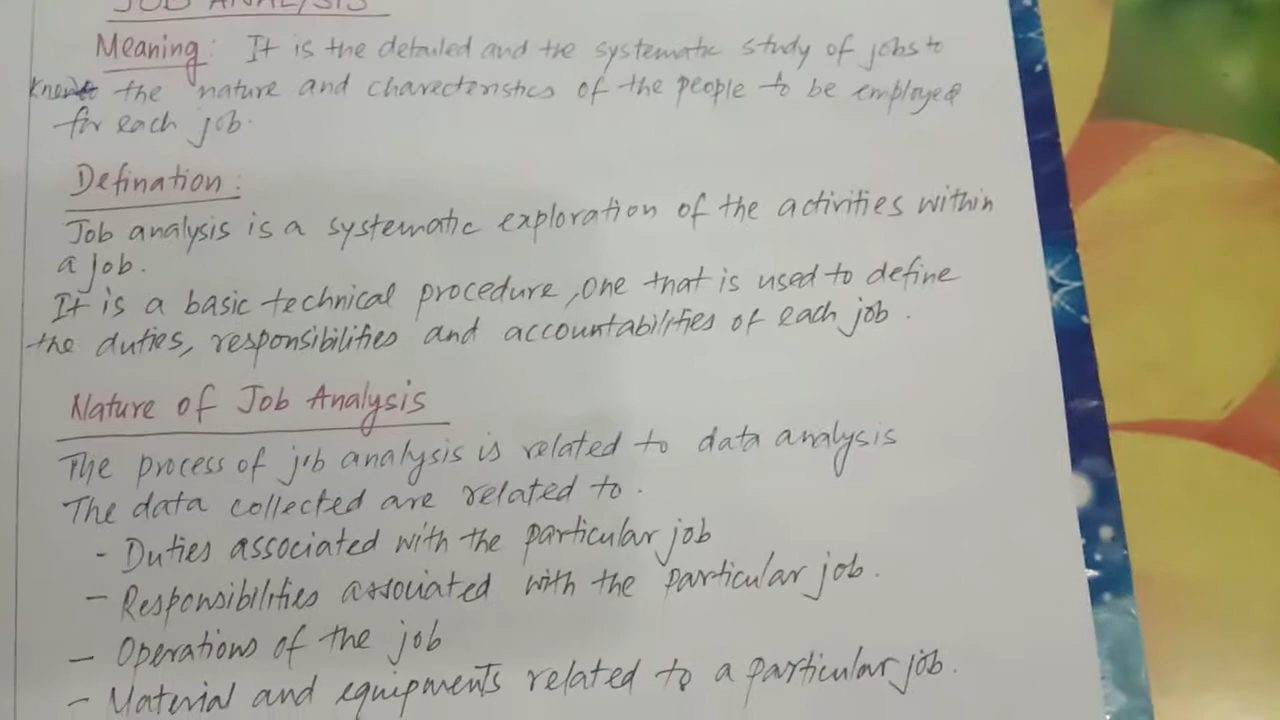 JOB ANALYSIS
Meaning: It is the detailed and the systematic study of jobs to
know the nature and charecteristics of the people to be employed
for each job.
Defination:
Job analysis is a systematic exploration of the activities within
a job.
It is a basic technical procedure, one that is used to define
the duties, responsibilities and accountabilities of each job.
Nature of Job Analysis
The process of job analysis is related to data analysis
The data collected are related to.
- Duties associated with the particular job
- Responsibilities associated with the particular job.
- Operations of the job
- Material and equipments related to a particular job.